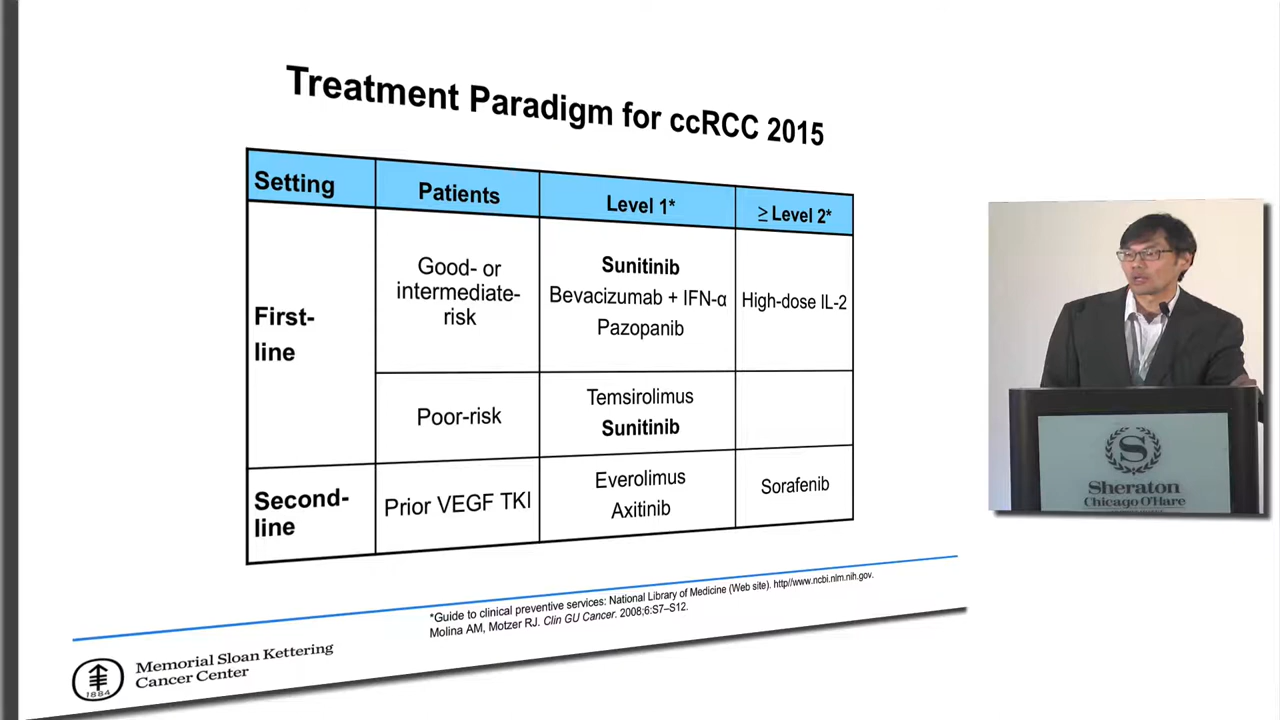 Treatment Paradigm for ccRCC 2015
Setting
Patients
Level 1*
≥ Level 2*
First-
line
Good- or
intermediate-
risk
Sunitinib
Bevacizumab + IFN-α
Pazopanib
High-dose IL-2
Poor-risk
Temsirolimus
Sunitinib
Second-
line
Prior VEGF TKI
Everolimus
Axitinib
Sorafenib
*Guide to clinical preventive services: National Library of Medicine (Web site). http//www.ncbi.nlm.nih.gov.
Molina AM, Motzer RJ. Clin GU Cancer. 2008;6:S7–S12.
1884
Memorial Sloan Kettering
Cancer Center
S
Sheraton
Chicago O'Hare